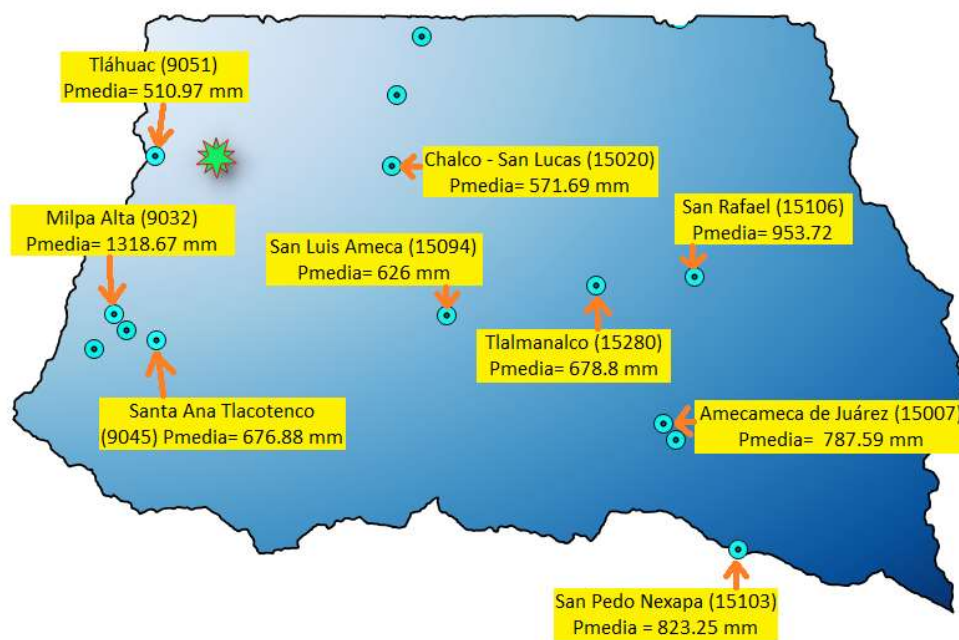 Tláhuac (9051)
Pmedia= 510.97 mm
Chalco - San Lucas (15020)
Pmedia= 571.69 mm
Milpa Alta (9032)
Pmedia= 1318.67 mm
San Luis Ameca (15094)
Pmedia= 626 mm
San Rafael (15106)
Pmedia= 953.72
Tlalmanalco (15280)
Pmedia= 678.8 mm
Santa Ana Tlacotenco
(9045) Pmedia= 676.88 mm
Amecameca de Juárez (15007)
Pmedia=  787.59 mm
San Pedo Nexapa (15103)
Pmedia = 823.25 mm